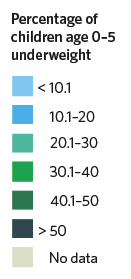 Percentage of
children age 0–5
underweight
< 10.1
10.1–20
20.1–30
30.1–40
40.1–50
> 50
No data